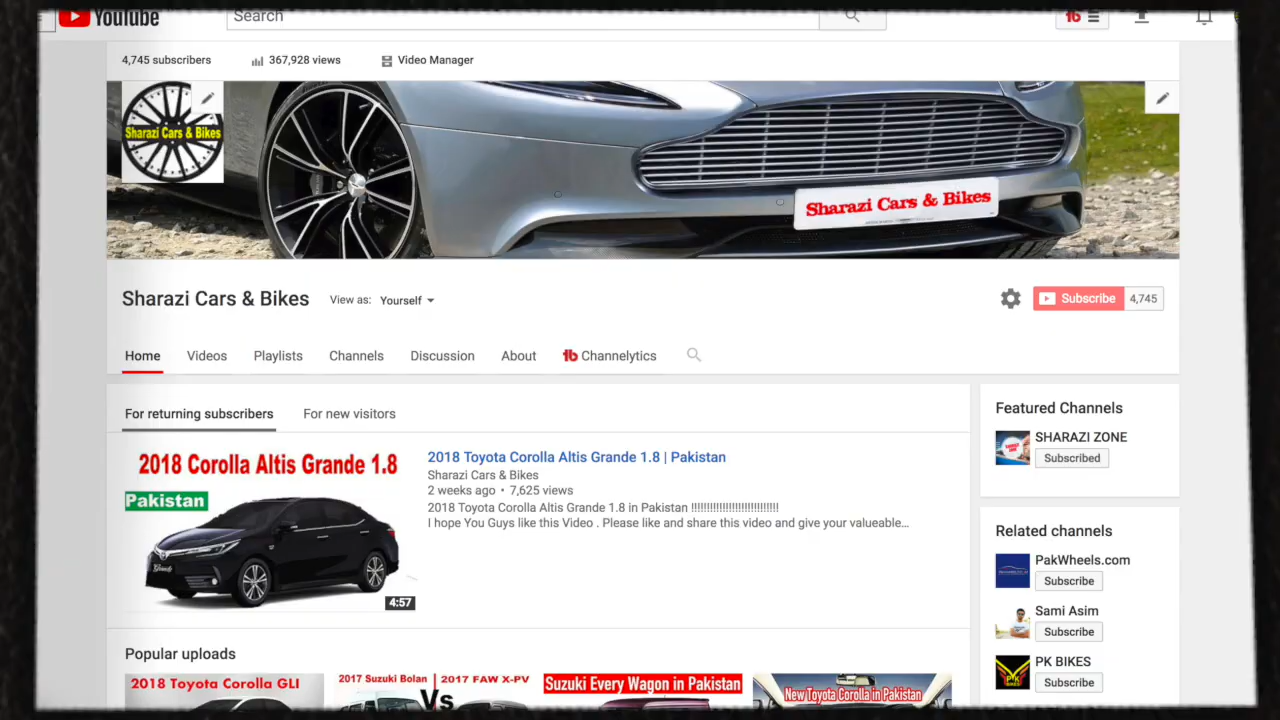 YouTube
Search
4,745 subscribers 367,928 views Video Manager
Sharazi Cars & Bikes
Sharazi Cars & Bikes
Sharazi Cars & Bikes View as: Yourself Subscribe 4,745
Home Videos Playlists Channels Discussion About tb Channelytics
For returning subscribers For new visitors
2018 Corolla Altis Grande 1.8
Pakistan
Grande
4:57
2018 Toyota Corolla Altis Grande 1.8 | Pakistan
Sharazi Cars & Bikes
2 weeks ago • 7,625 views
2018 Toyota Corolla Altis Grande 1.8 in Pakistan !!!!!!!!!!!!!!!!!!!!!!!!!!!!
I hope You Guys like this Video . Please like and share this video and give your valueable...
Popular uploads
2018 Toyota Corolla GLI
2017 Suzuki Bolan | 2017 FAW X-PV
Vs
Suzuki Every Wagon in Pakistan
New Toyota Corolla in Pakistan
Featured Channels
SHARAZI ZONE
Subscribed
Related channels
PakWheels.com
Subscribe
Sami Asim
Subscribe
PK BIKES
Subscribe